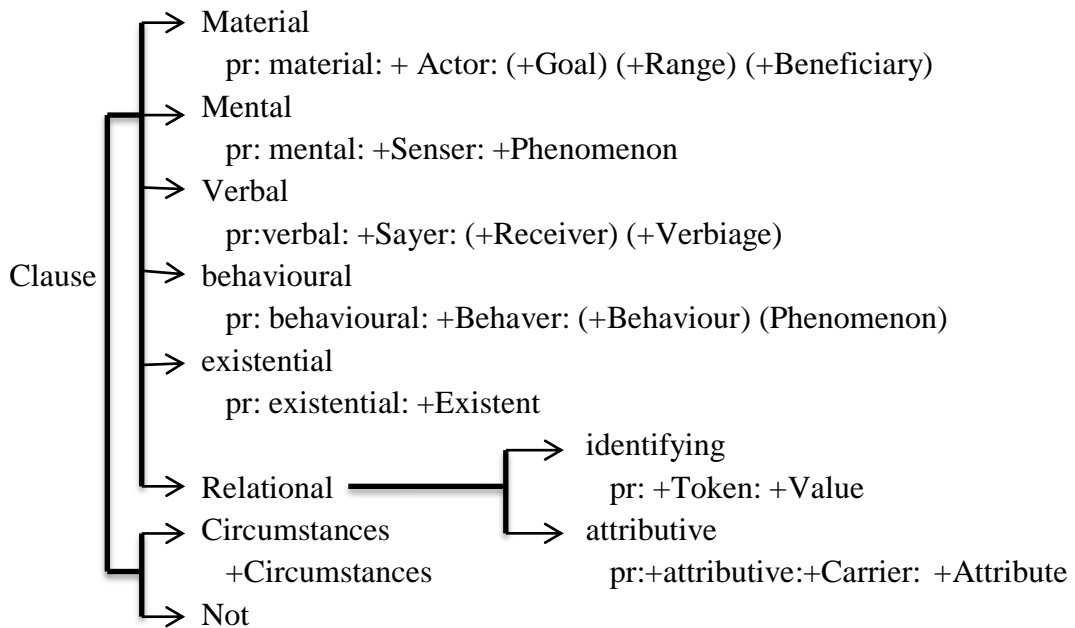 Material
pr: material: + Actor: (+Goal) (+Range) (+Beneficiary)
Mental
pr: mental: +Senser: +Phenomenon
Verbal
pr:verbal: +Sayer: (+Receiver) (+Verbiage)
Clause
behavioural
pr: behavioural: +Behaver: (+Behaviour) (Phenomenon)
existential
pr: existential: +Existent
identifying
Relational
pr: +Token: +Value
Circumstances
attributive
+Circumstances
pr:+attributive:+Carrier: +Attribute
Not